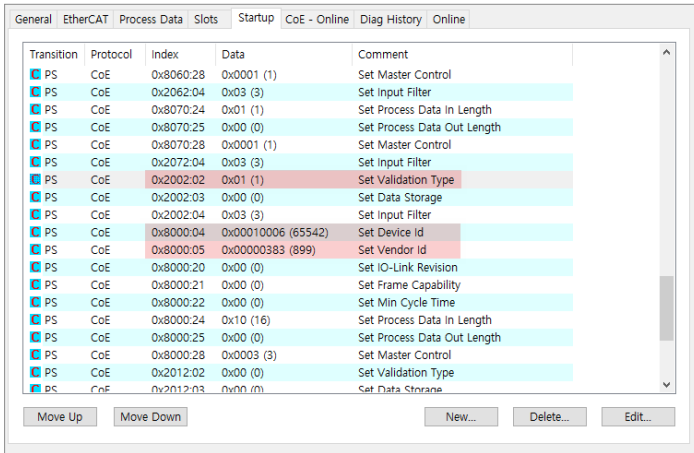 General EtherCAT Process Data Slots Startup CoE - Online Diag History Online
Transition Protocol Index Data Comment
C PS CoE 0x8060:28 0x0001 (1) Set Master Control
C PS CoE 0x2062:04 0x03 (3) Set Input Filter
C PS CoE 0x8070:24 0x01 (1) Set Process Data In Length
C PS CoE 0x8070:25 0x00 (0) Set Process Data Out Length
C PS CoE 0x8070:28 0x0001 (1) Set Master Control
C PS CoE 0x2072:04 0x03 (3) Set Input Filter
C PS CoE 0x2002:02 0x01 (1) Set Validation Type
C PS CoE 0x2002:03 0x00 (0) Set Data Storage
C PS CoE 0x2002:04 0x03 (3) Set Input Filter
C PS CoE 0x8000:04 0x00010006 (65542) Set Device Id
C PS CoE 0x8000:05 0x00000383 (899) Set Vendor Id
C PS CoE 0x8000:20 0x00 (0) Set IO-Link Revision
C PS CoE 0x8000:21 0x00 (0) Set Frame Capability
C PS CoE 0x8000:22 0x00 (0) Set Min Cycle Time
C PS CoE 0x8000:24 0x10 (16) Set Process Data In Length
C PS CoE 0x8000:25 0x00 (0) Set Process Data Out Length
C PS CoE 0x8000:28 0x0003 (3) Set Master Control
C PS CoE 0x2012:02 0x00 (0) Set Validation Type
C PS CoE 0x2012:03 0x00 (0) Set Data Storage
Move Up Move Down New... Delete... Edit...